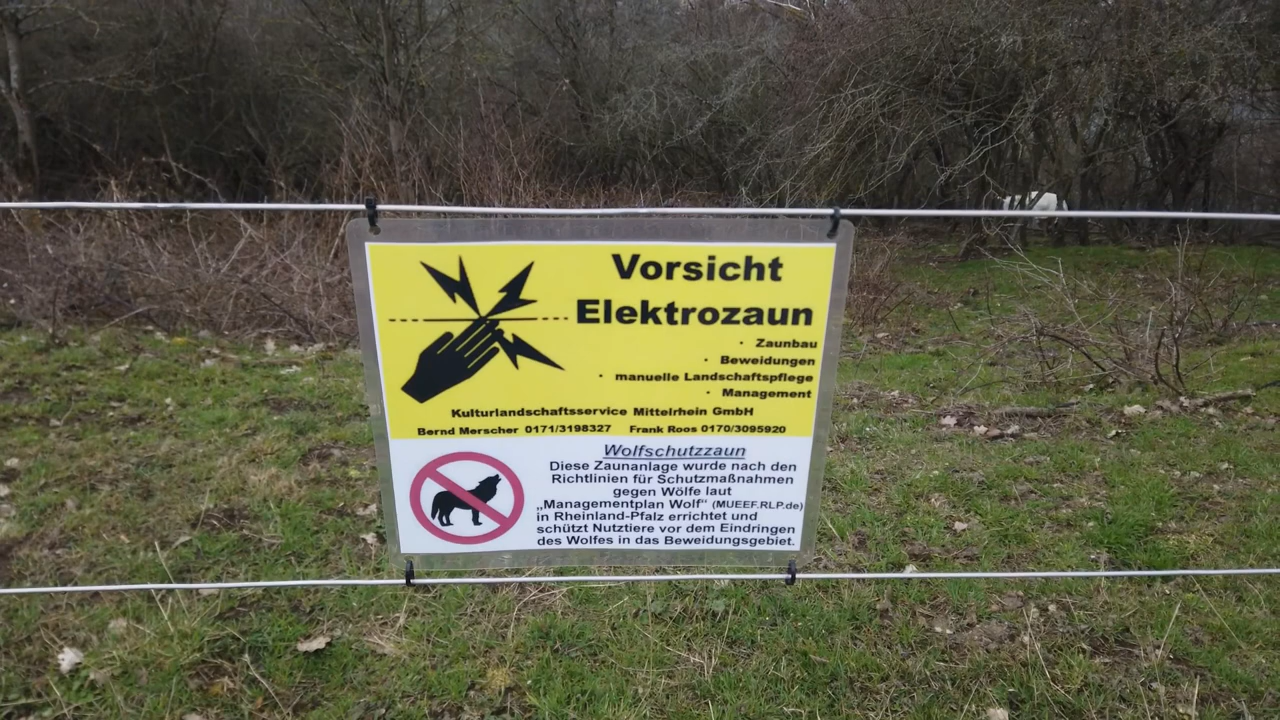 Vorsicht
Elektrozaun
· Zaunbau
· Beweidungen
· manuelle Landschaftspflege
· Management
Kulturlandschaftsservice Mittelrhein GmbH
Bernd Merscher 0171/3198327 Frank Roos 0170/3095920
Wolfschutzzaun
Diese Zaunanlage wurde nach den
Richtlinien für Schutzmaßnahmen
gegen Wölfe laut
„Managementplan Wolf“ (MUEEF.RLP.de)
in Rheinland-Pfalz errichtet und
schützt Nutztiere vor dem Eindringen
des Wolfes in das Beweidungsgebiet.